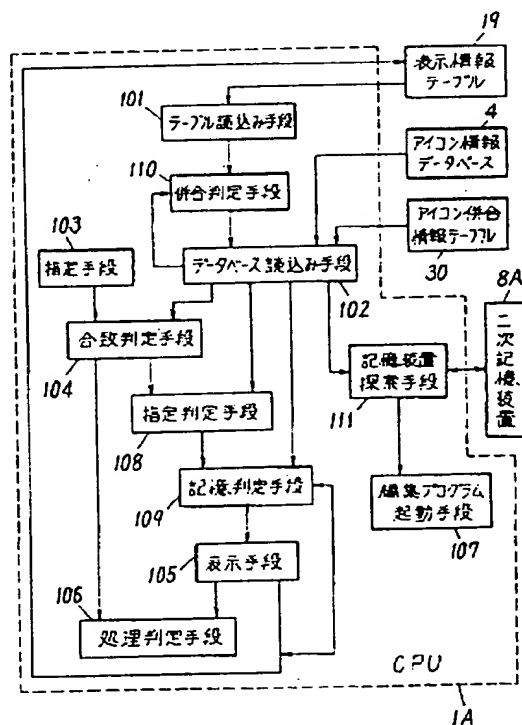 19
表示情報
テーブル
101
テーブル読込み手段
4
アイコン情報
データベース
110
併合判定手段
アイコン併合
情報テーブル
30
103
指定手段
データベース読込み手段
102
8A
二次記憶装置
合致判定手段
104
記憶装置
探索手段
111
指定判定手段
108
記憶判定手段
109
編集プログラム
起動手段
107
105
表示手段
106
処理判定手段
CPU
1A